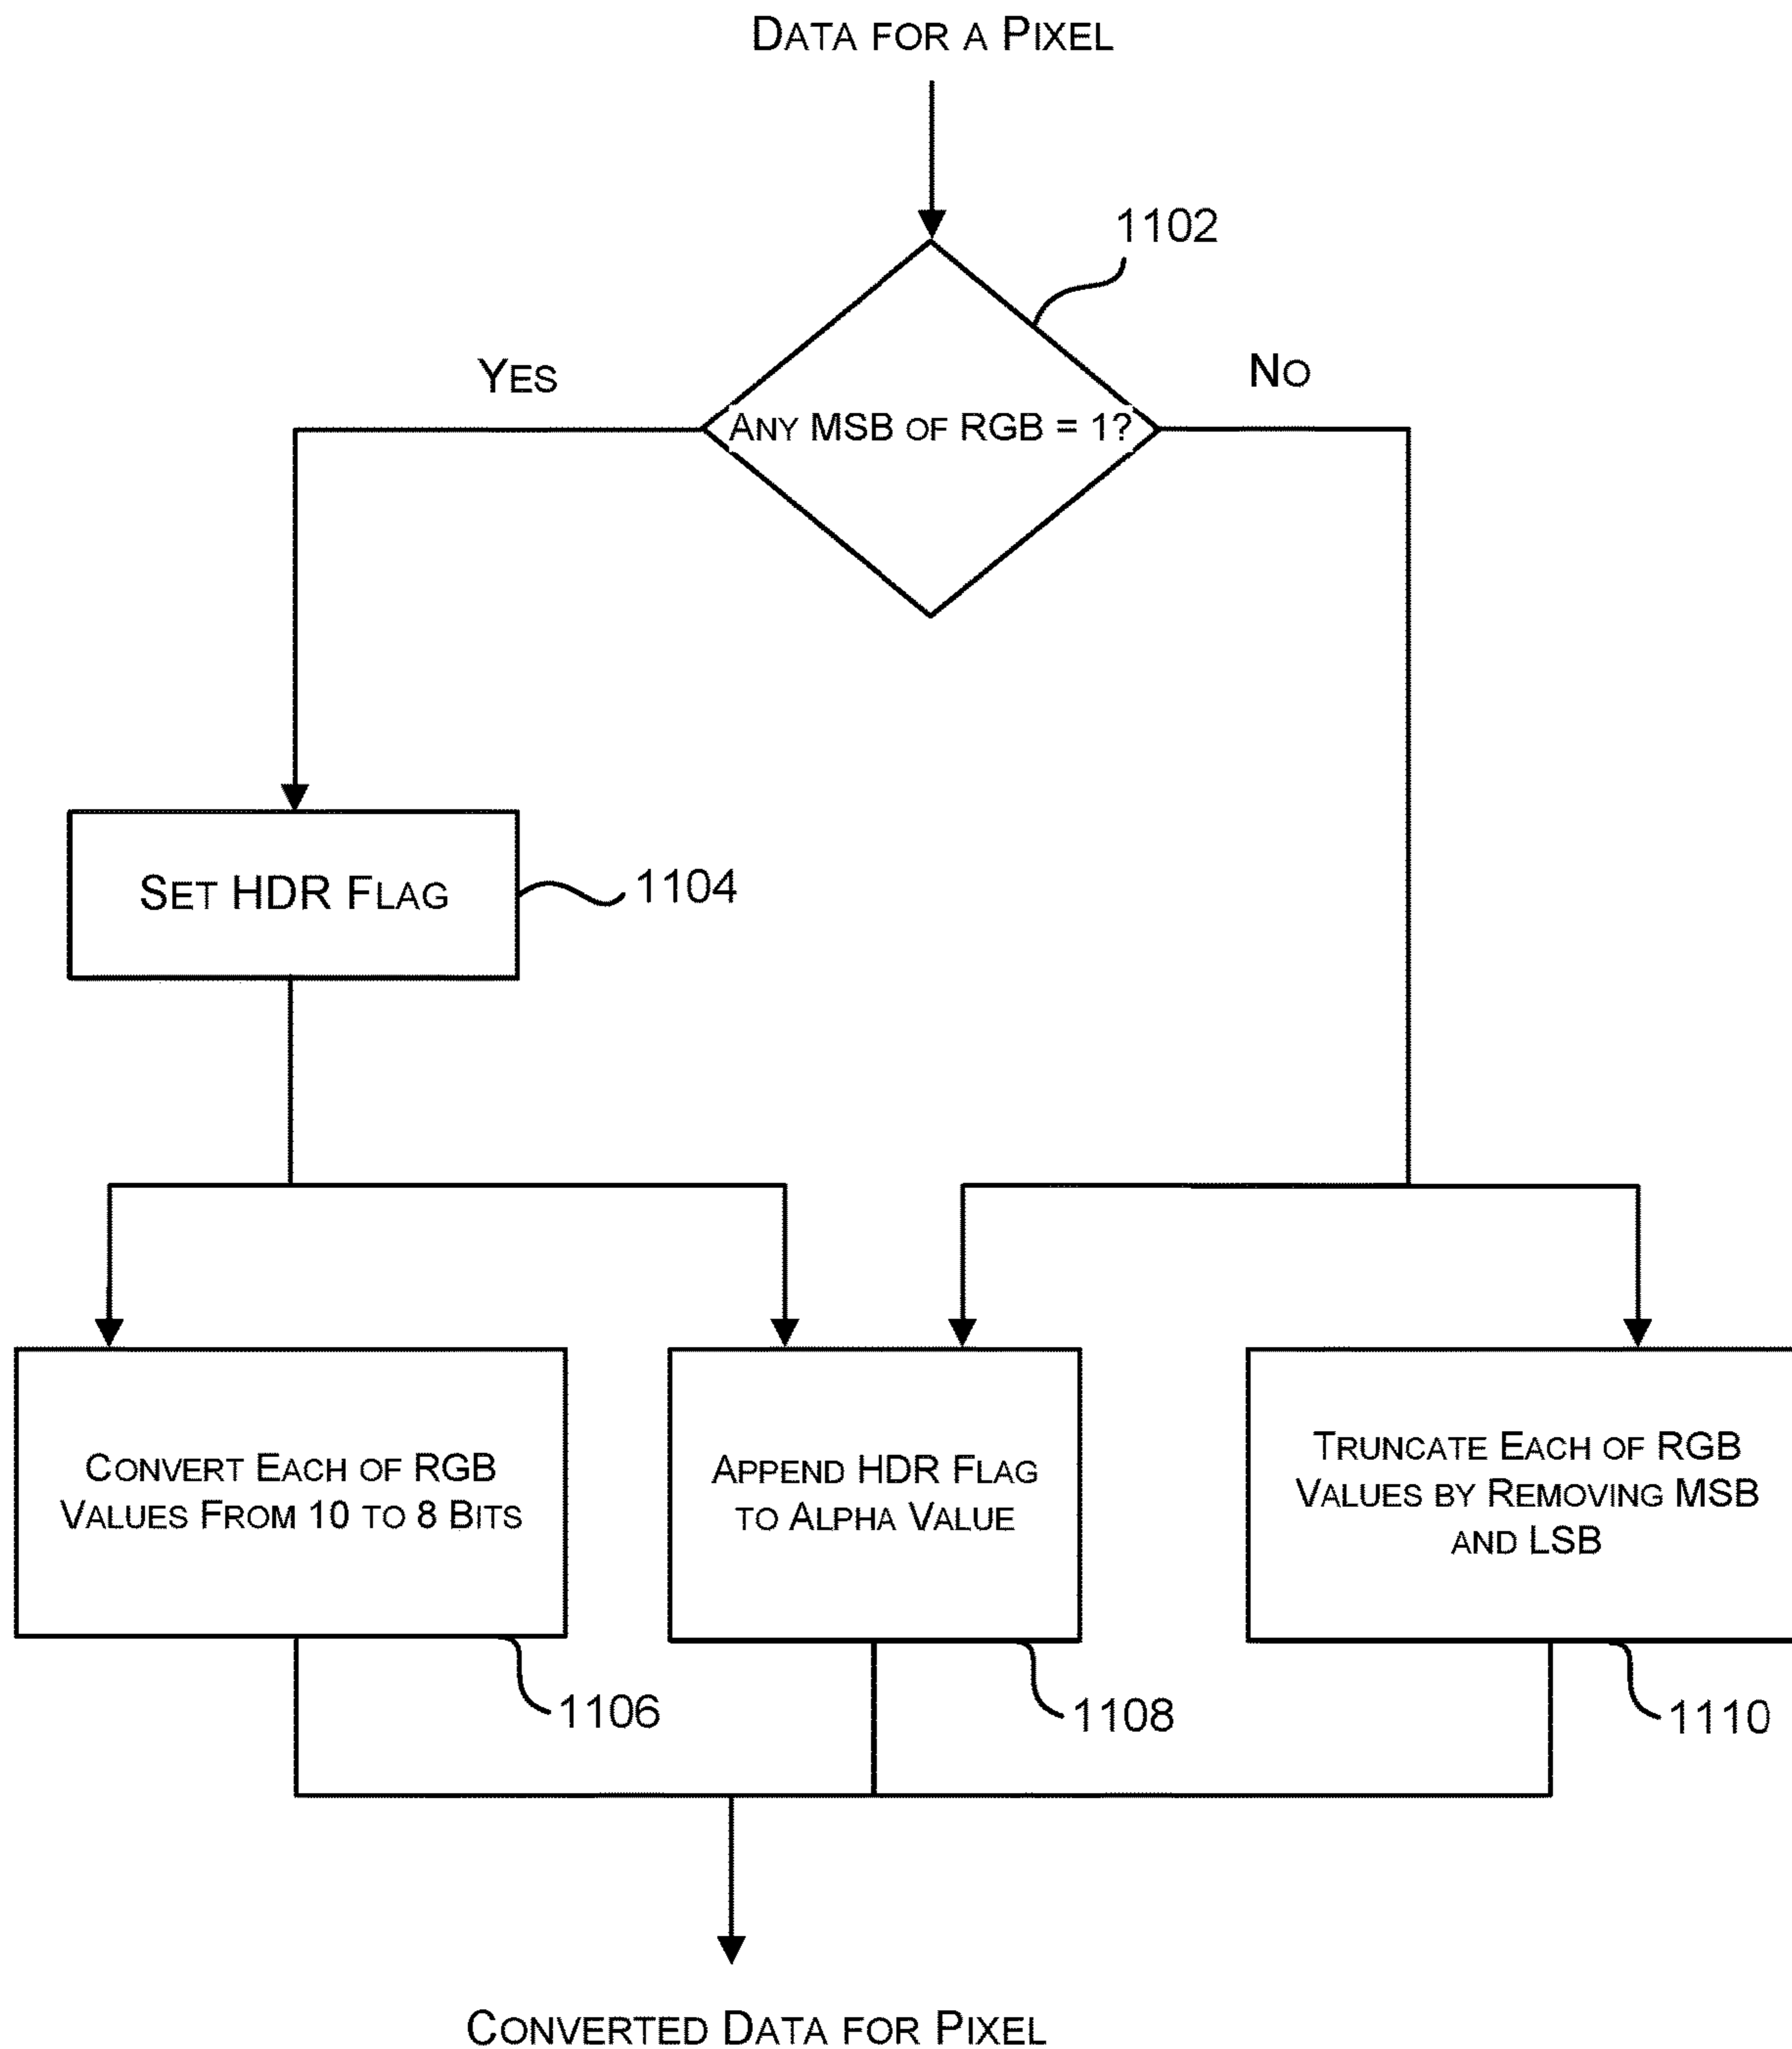 DATA FOR A PIXEL
1102
YES
NO
ANY MSB OF RGB = 1?
SET HDR FLAG
1104
CONVERT EACH OF RGB
VALUES FROM 10 TO 8 BITS
APPEND HDR FLAG
TO ALPHA VALUE
TRUNCATE EACH OF RGB
VALUES BY REMOVING MSB
AND LSB
1106
1108
1110
CONVERTED DATA FOR PIXEL